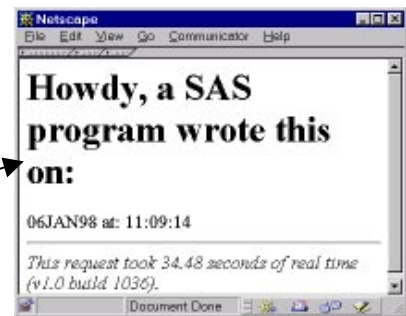 Netscape
File Edit View Go Communicator Help
Howdy, a SAS
program wrote this
on:
06JAN98 at: 11:09:14
This request took 34.48 seconds of real time
(v1.0 build 1036).
Document Done